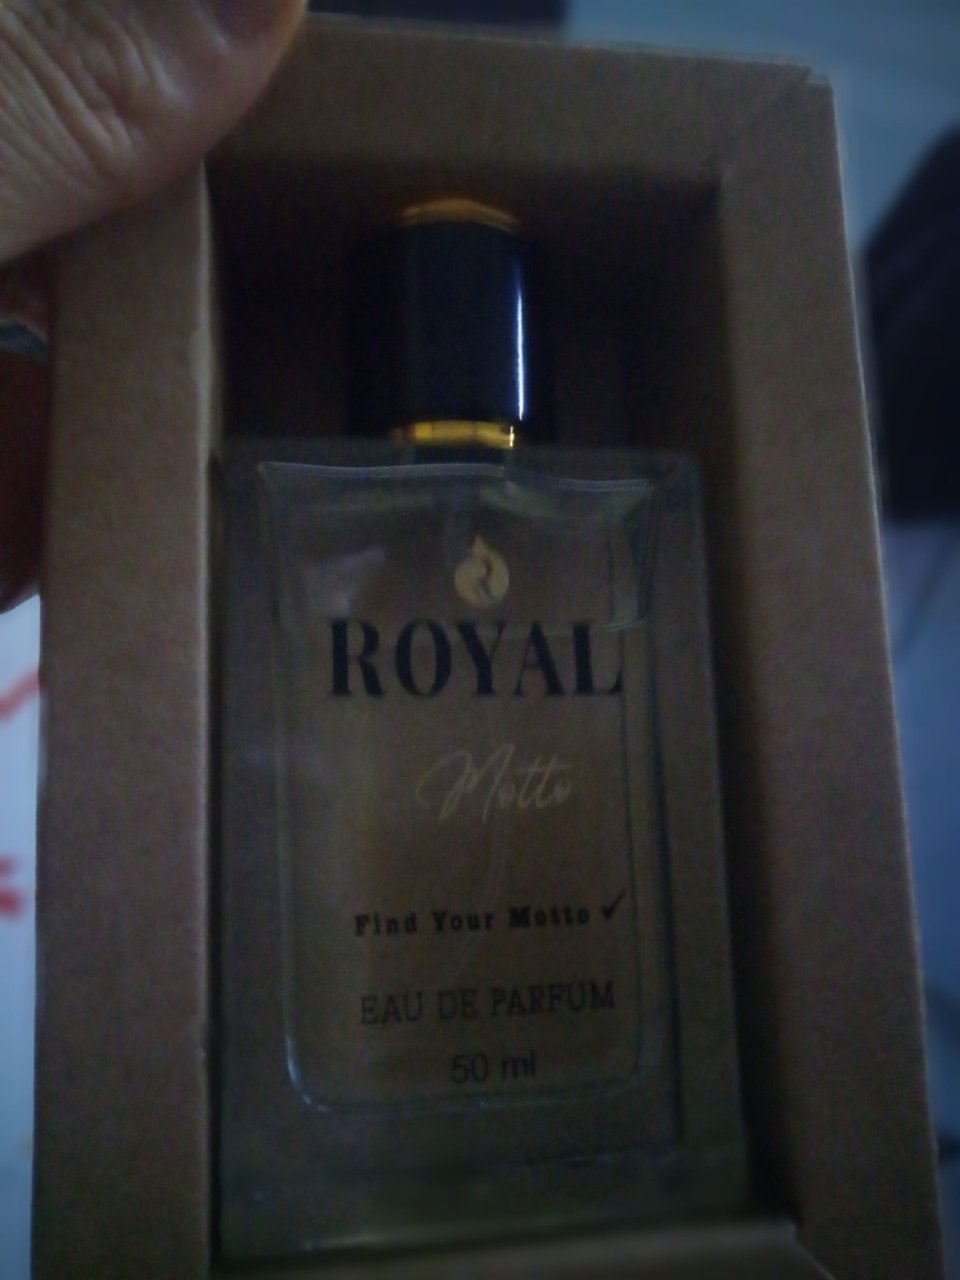 ROYAL
Motto
Find Your Motto ✓
EAU DE PARFUM
50 ml